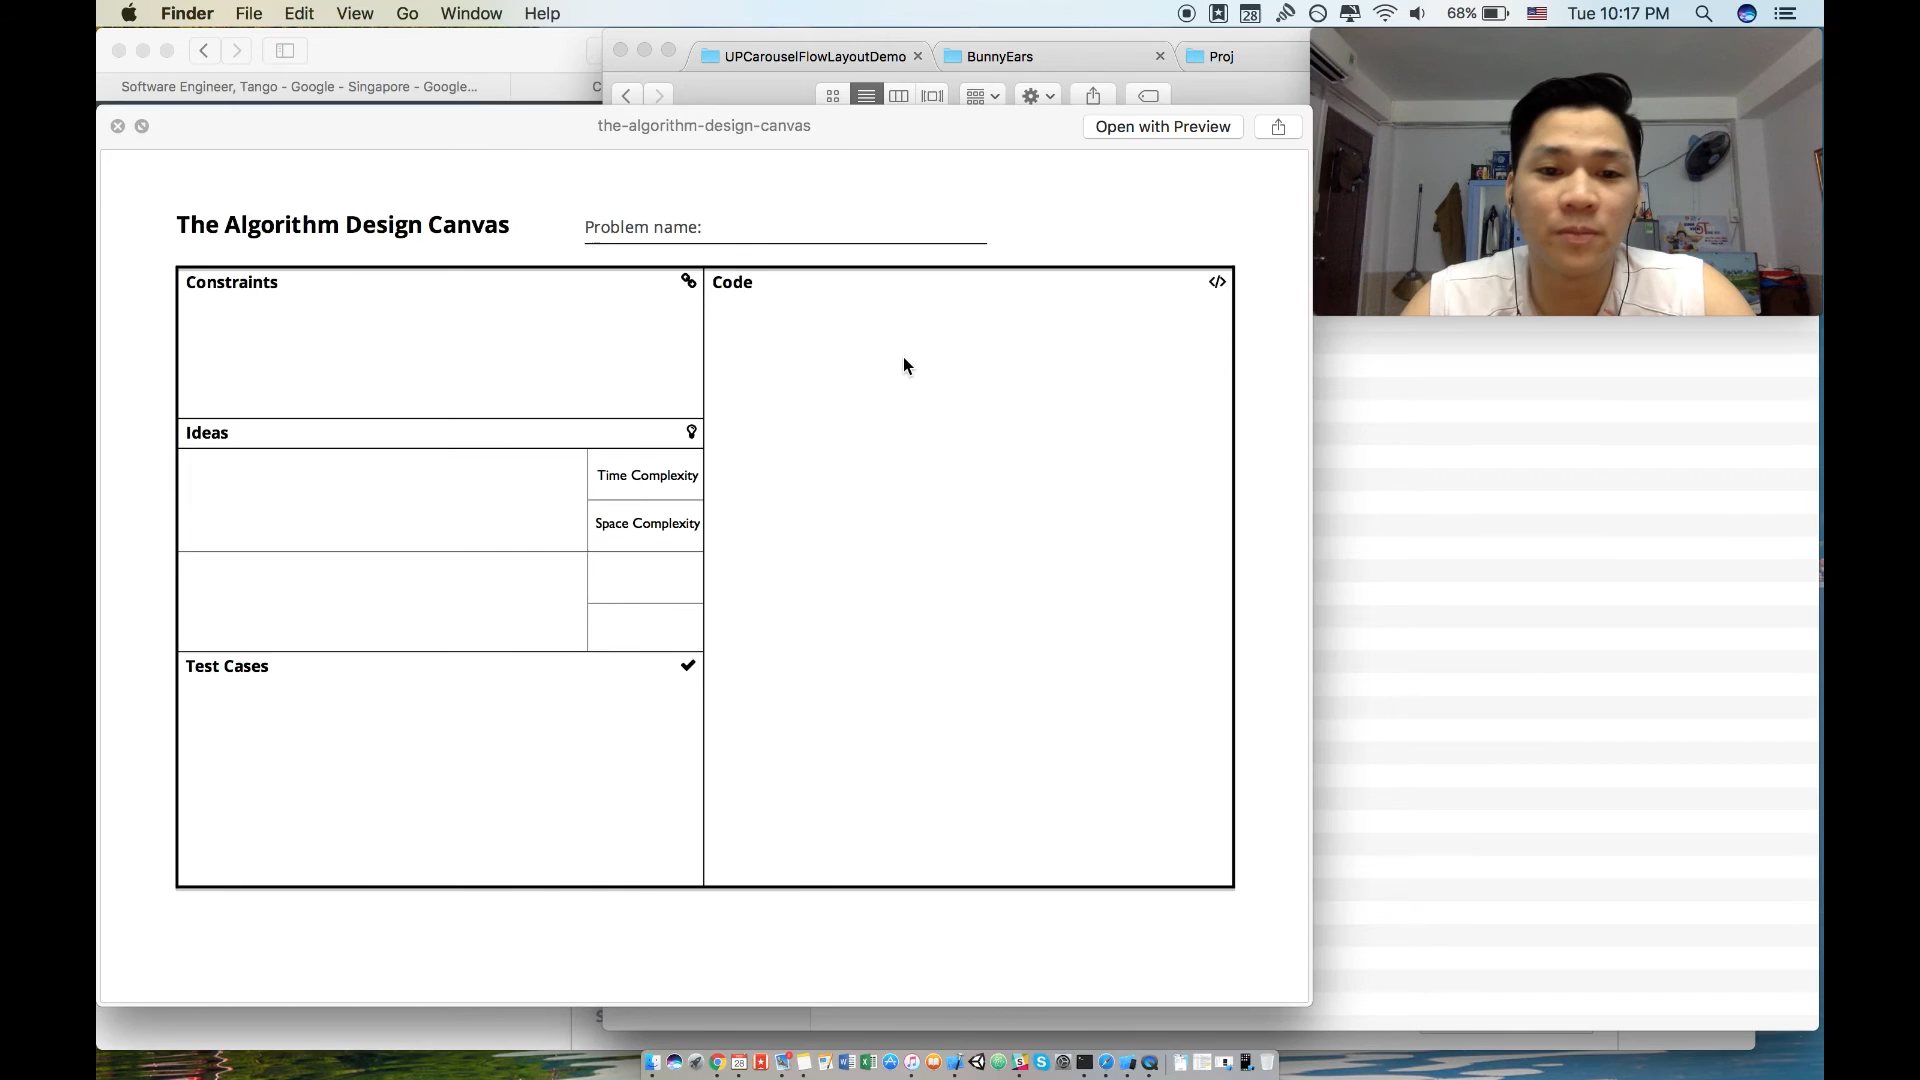 Finder File Edit View Go Window Help
28
68%
Tue 10:17 PM
UPCarouselFlowLayoutDemo
BunnyEars
Proj
Software Engineer, Tango - Google - Singapore - Google...
the-algorithm-design-canvas
Open with Preview
The Algorithm Design Canvas
Problem name:
Constraints
Code
</>
Ideas
Time Complexity
Space Complexity
Test Cases